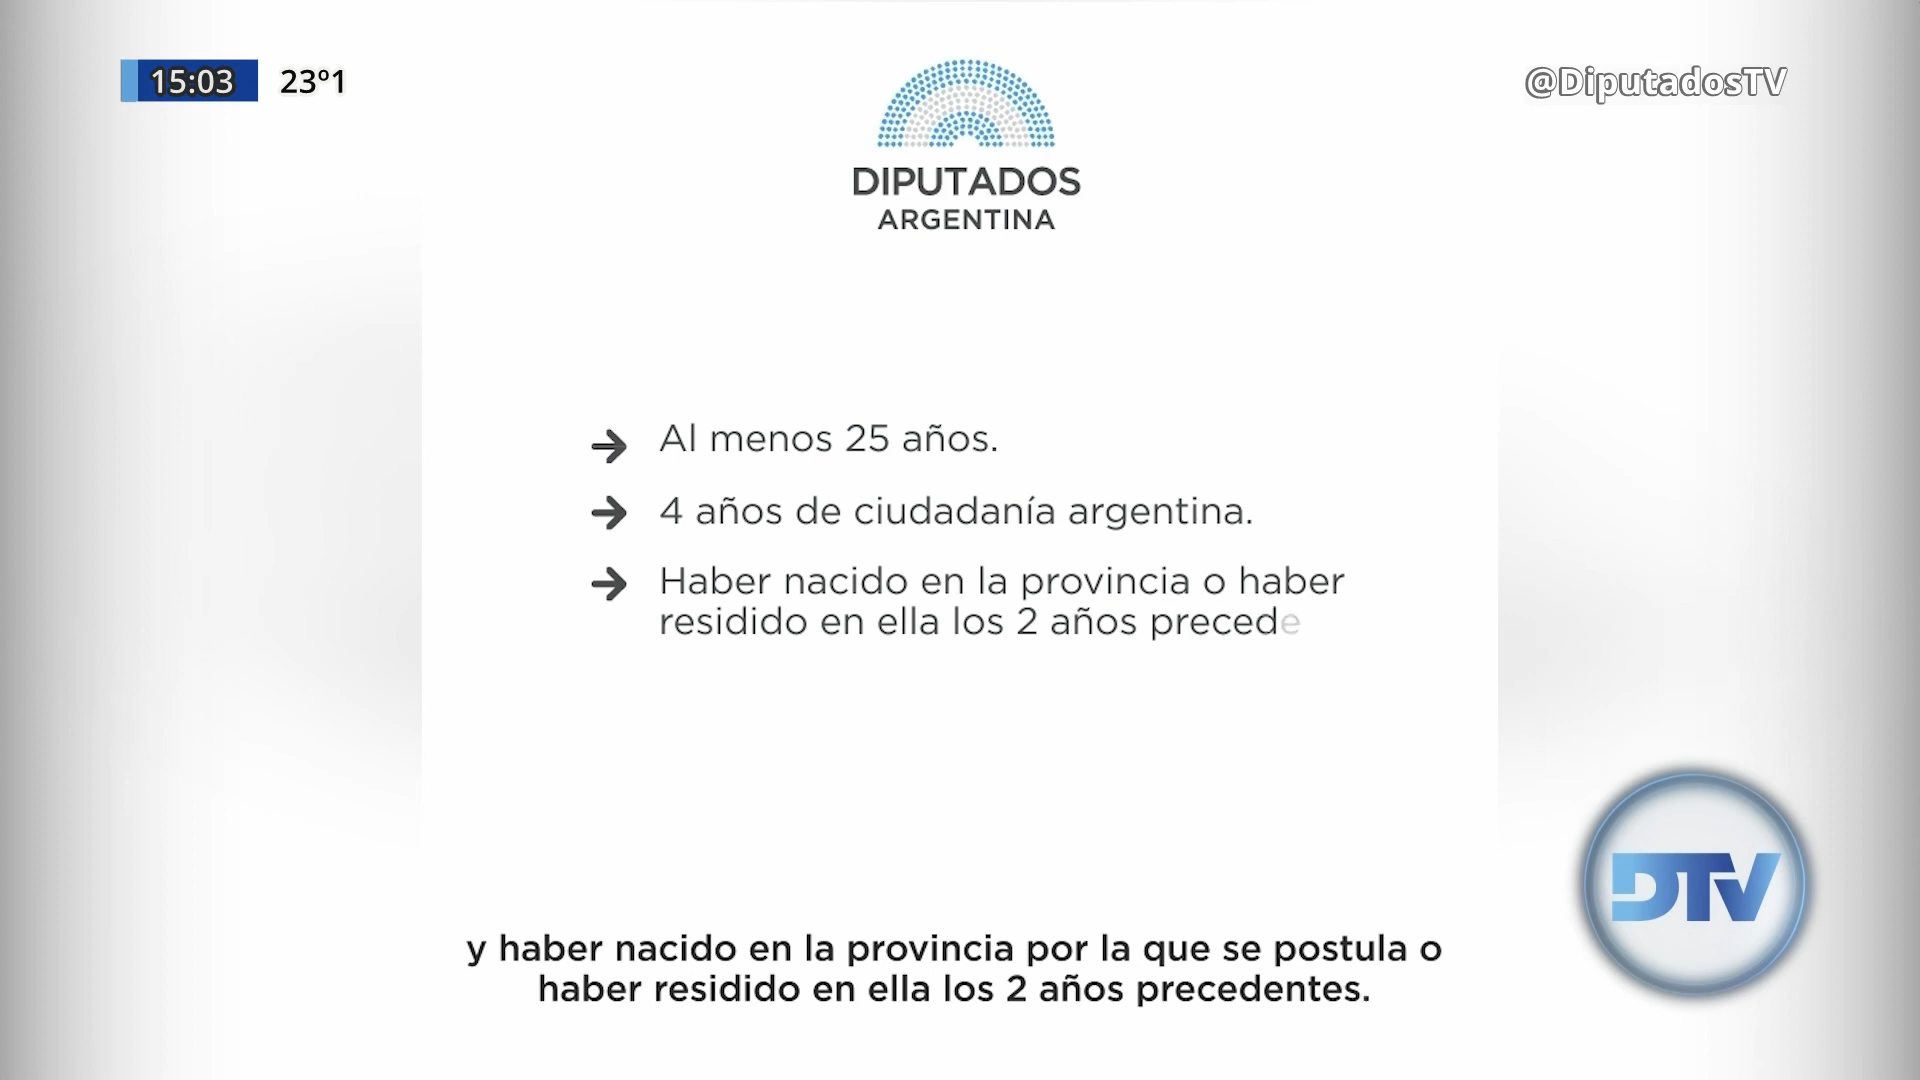 15:03 23º1
@DiputadosTV
DIPUTADOS
ARGENTINA
Al menos 25 años.
4 años de ciudadanía argentina.
Haber nacido en la provincia o haber
residido en ella los 2 años precede
DTV
y haber nacido en la provincia por la que se postula o
haber residido en ella los 2 años precedentes.